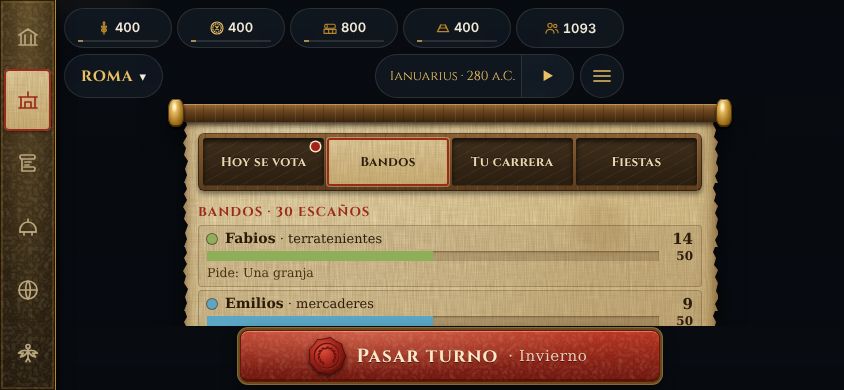 400
400
800
400
1093
ROMA ▾
IANUARIUS · 280 A.C.
HOY SE VOTA
BANDOS
TU CARRERA
FIESTAS
BANDOS · 30 ESCAÑOS
Fabios · terratenientes
14
50
Pide: Una granja
Emilios · mercaderes
9
50
PASAR TURNO · Invierno